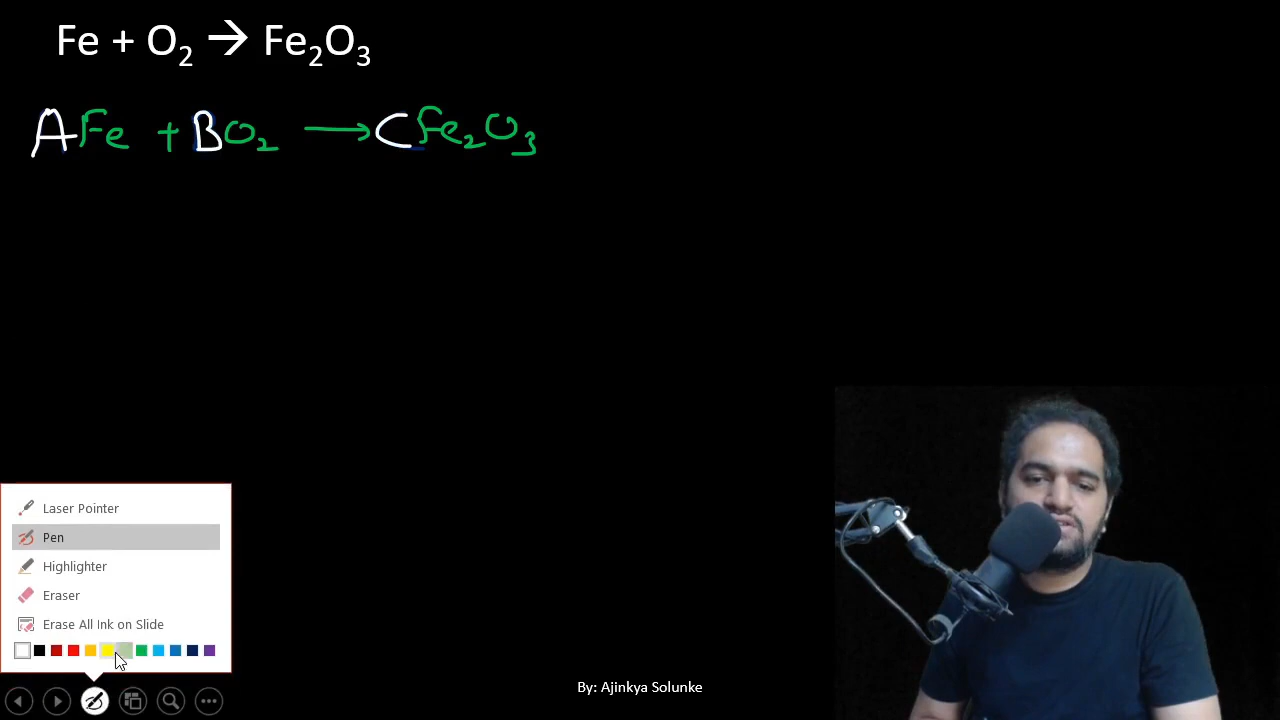 Fe + O₂ → Fe₂O₃
AFe + BO₂ → CFe₂O₃
Laser Pointer
Pen
Highlighter
Eraser
Erase All Ink on Slide
By: Ajinkya Solunke